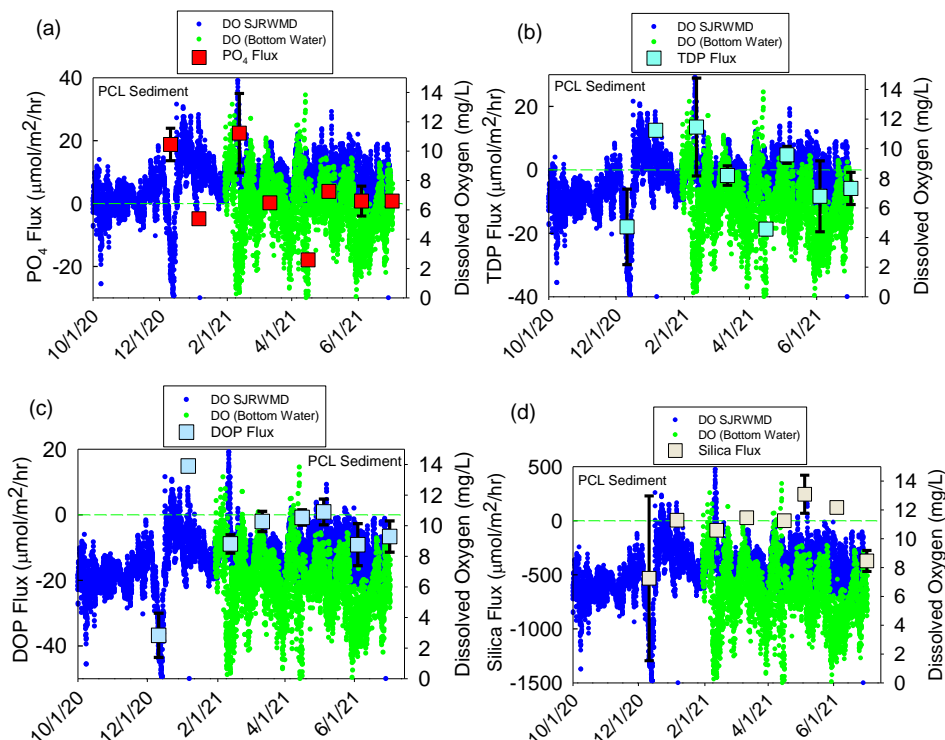 (a)
DO SJRWMD
DO (Bottom Water)
PO4 Flux
PCL Sediment
PO4 Flux (µmol/m2/hr)
40
20
0
-20
Dissolved Oxygen (mg/L)
14
12
10
8
6
4
2
0
10/1/20
12/1/20
2/1/21
4/1/21
6/1/21
(b)
DO SJRWMD
DO (Bottom Water)
TDP Flux
PCL Sediment
TDP Flux (µmol/m2/hr)
20
0
-20
-40
Dissolved Oxygen (mg/L)
14
12
10
8
6
4
2
0
10/1/20
12/1/20
2/1/21
4/1/21
6/1/21
(c)
DO SJRWMD
DO (Bottom Water)
DOP Flux
PCL Sediment
DOP Flux (µmol/m2/hr)
20
0
-20
-40
Dissolved Oxygen (mg/L)
14
12
10
8
6
4
2
0
10/1/20
12/1/20
2/1/21
4/1/21
6/1/21
(d)
DO SJRWMD
DO (Bottom Water)
Silica Flux
PCL Sediment
Silica Flux (µmol/m2/hr)
500
0
-500
-1000
-1500
Dissolved Oxygen (mg/L)
14
12
10
8
6
4
2
0
10/1/20
12/1/20
2/1/21
4/1/21
6/1/21